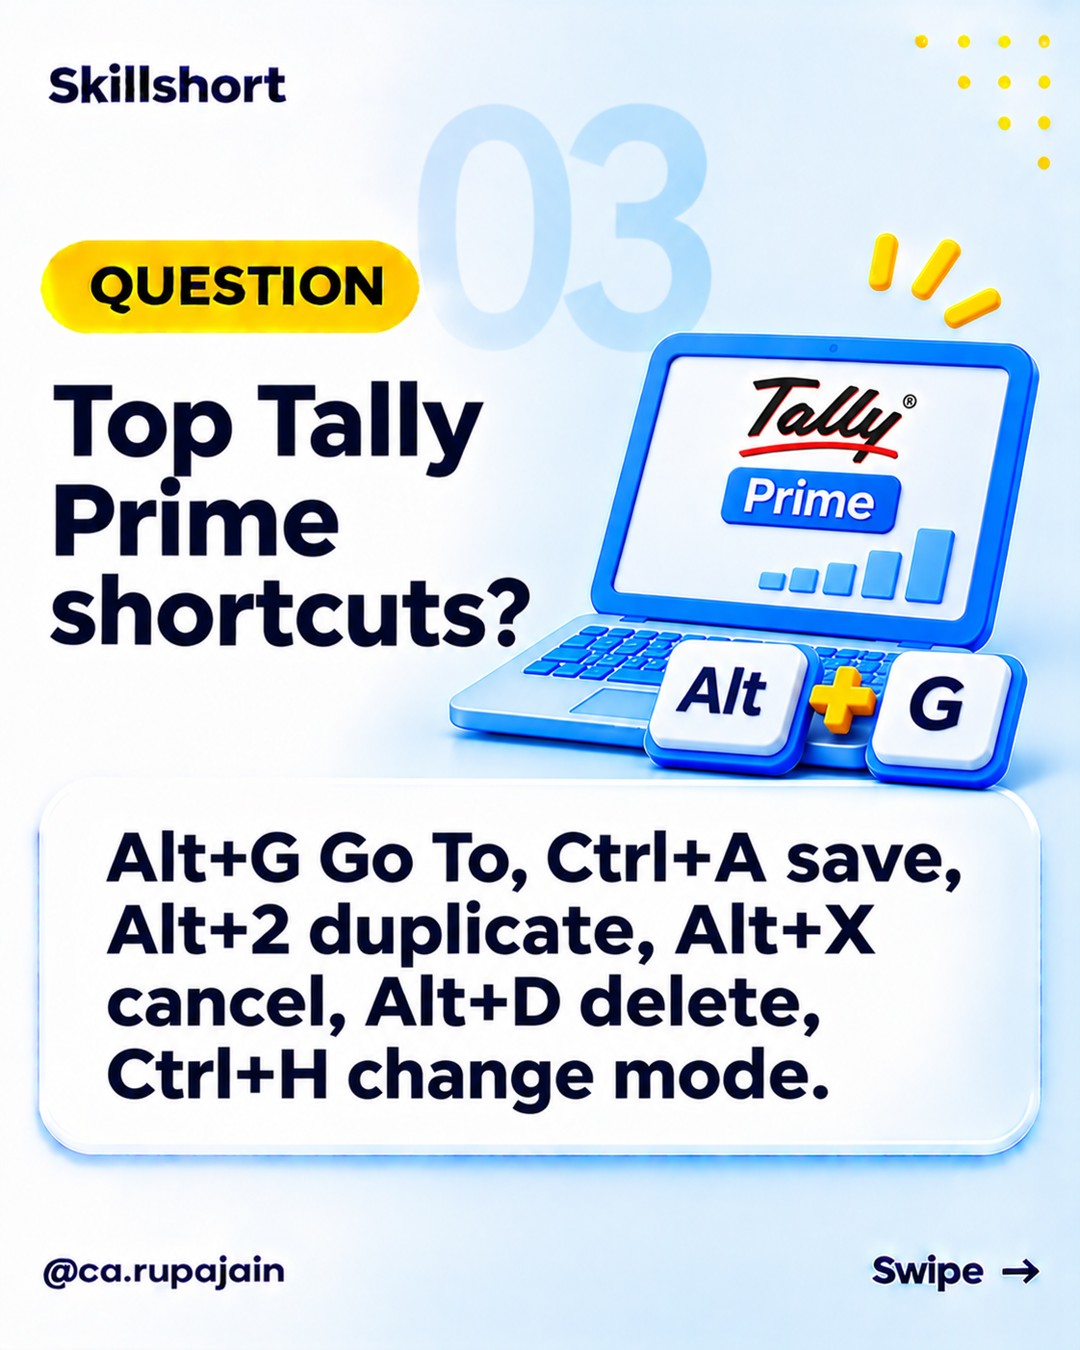 Skillshort
03
QUESTION
Top Tally
Prime
shortcuts?
Tally®
Prime
Alt + G
Alt+G Go To, Ctrl+A save,
Alt+2 duplicate, Alt+X
cancel, Alt+D delete,
Ctrl+H change mode.
@ca.rupajain
Swipe →